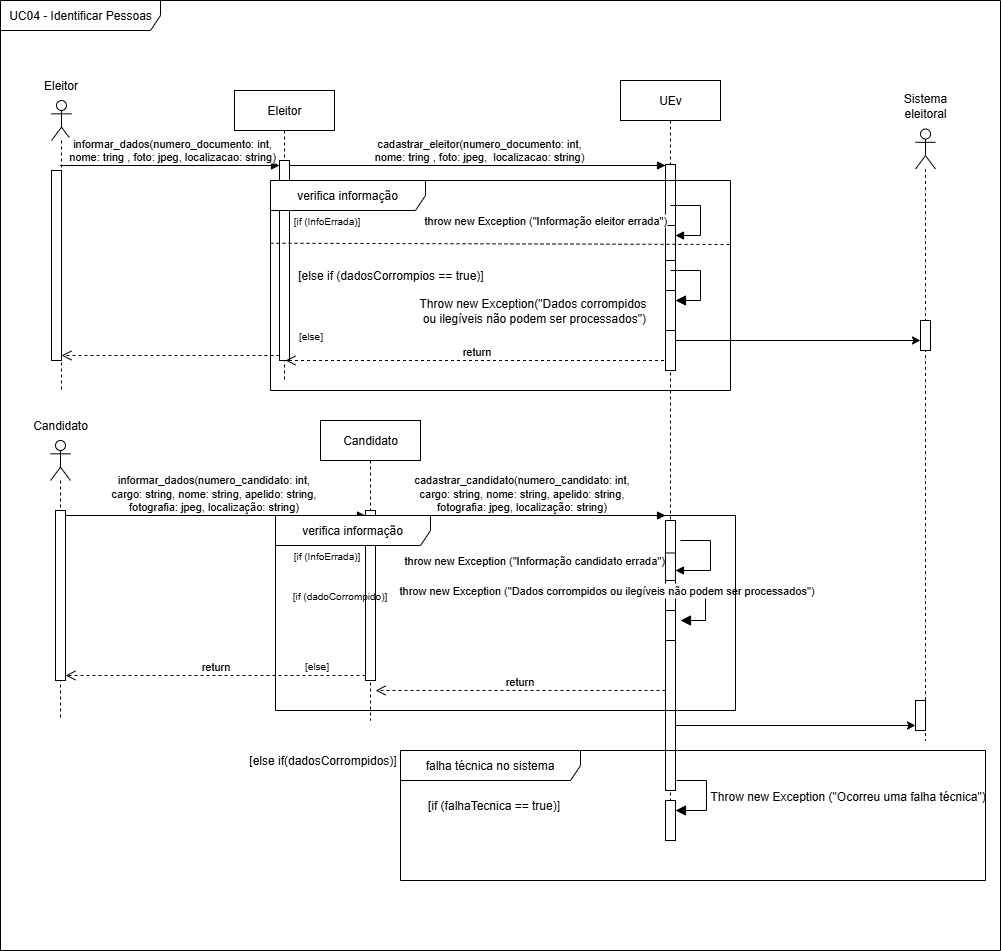 UC04 - Identificar Pessoas
Eleitor
Eleitor
UEv
Sistema
eleitoral
informar_dados(numero_documento: int,
nome: tring , foto: jpeg, localizacao: string)
cadastrar_eleitor(numero_documento: int,
nome: tring , foto: jpeg,  localizacao: string)
verifica informação
[if (InfoErrada)]
throw new Exception ("Informação eleitor errada")
[else if (dadosCorrompios == true)]
Throw new Exception("Dados corrompidos
ou ilegíveis não podem ser processados")
[else]
return
Candidato
Candidato
informar_dados(numero_candidato: int,
cargo: string, nome: string, apelido: string,
fotografia: jpeg, localização: string)
cadastrar_candidato(numero_candidato: int,
cargo: string, nome: string, apelido: string,
fotografia: jpeg, localização: string)
verifica informação
[if (InfoErrada)]
throw new Exception ("Informação candidato errada")
[if (dadoCorrompido)]
throw new Exception ("Dados corrompidos ou ilegíveis não podem ser processados")
return
[else]
return
[else if(dadosCorrompidos)]
falha técnica no sistema
[if (falhaTecnica == true)]
Throw new Exception ("Ocorreu uma falha técnica")